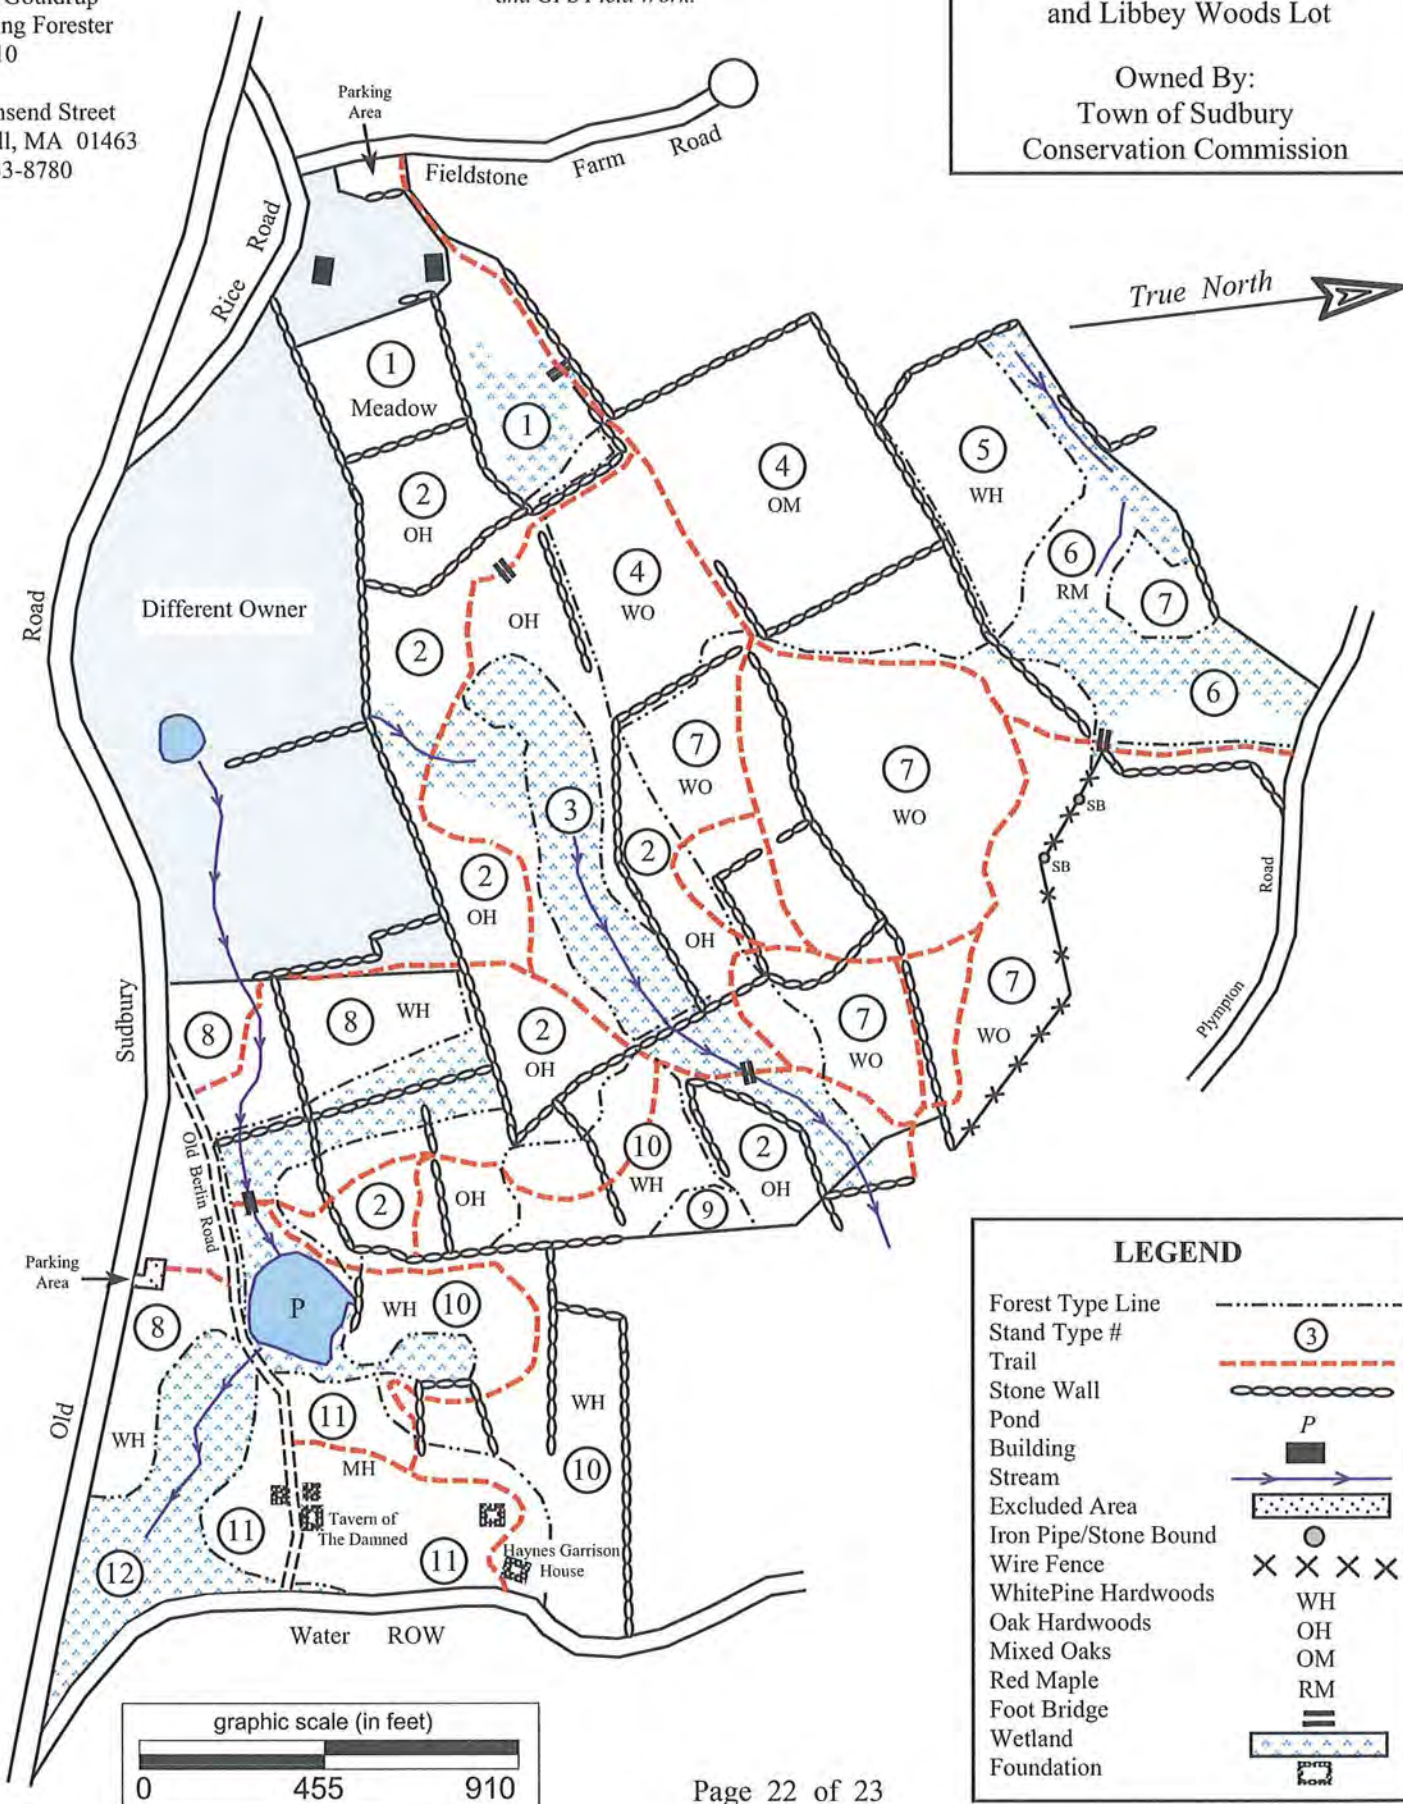 ng Forester
10
nsend Street
ll, MA 01463
3-8780
and Libbey Woods Lot
Owned By:
Town of Sudbury
Conservation Commission
Parking
Area
Fieldstone Farm Road
Rice Road
True North
1
Meadow
1
2
OH
4
OM
5
WH
4
WO
6
RM
7
OH
2
Different Owner
Road
6
7
WO
7
WO
3
2
SB
SB
2
OH
OH
Road
7
WO
Plympton
8
8
WH
2
OH
7
WO
Sudbury
Old Berlin Road
10
WH
2
OH
2
OH
9
Parking
Area
P
WH
10
8
WH
11
MH
WH
10
Old
Tavern of
The Damned
11
11
Haynes Garrison
House
12
Water ROW
LEGEND
Forest Type Line
Stand Type # 3
Trail
Stone Wall
Pond P
Building
Stream
Excluded Area
Iron Pipe/Stone Bound
Wire Fence
WhitePine Hardwoods WH
Oak Hardwoods OH
Mixed Oaks OM
Red Maple RM
Foot Bridge
Wetland
Foundation
graphic scale (in feet)
0 455 910
Page 22 of 23